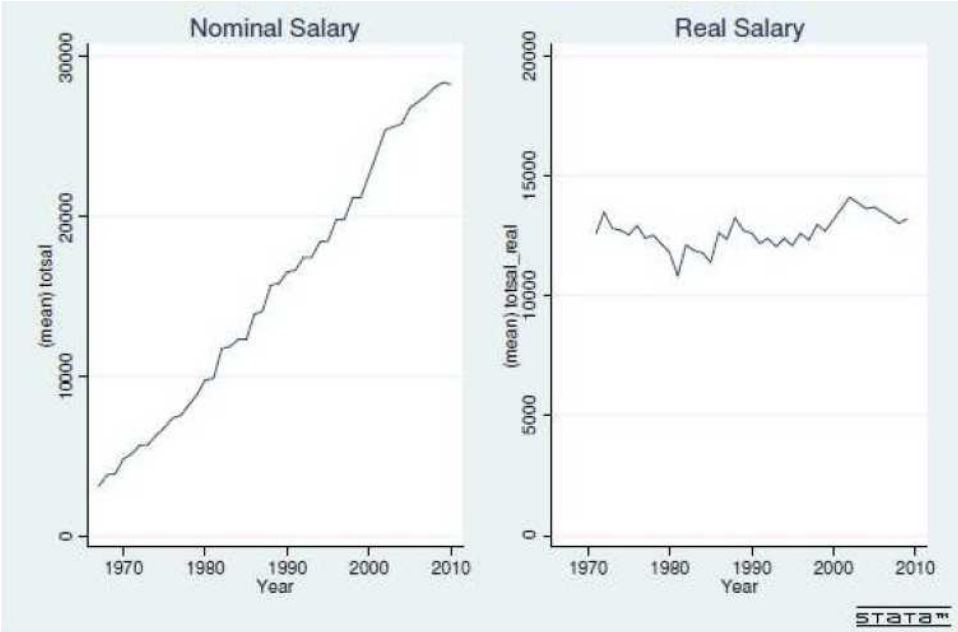 Nominal Salary
30000
20000
10000
0
(mean) totsal
1970 1980 1990 2000 2010
Year
Real Salary
20000
15000
10000
5000
0
(mean) totsal_real
1970 1980 1990 2000 2010
Year
STATA™